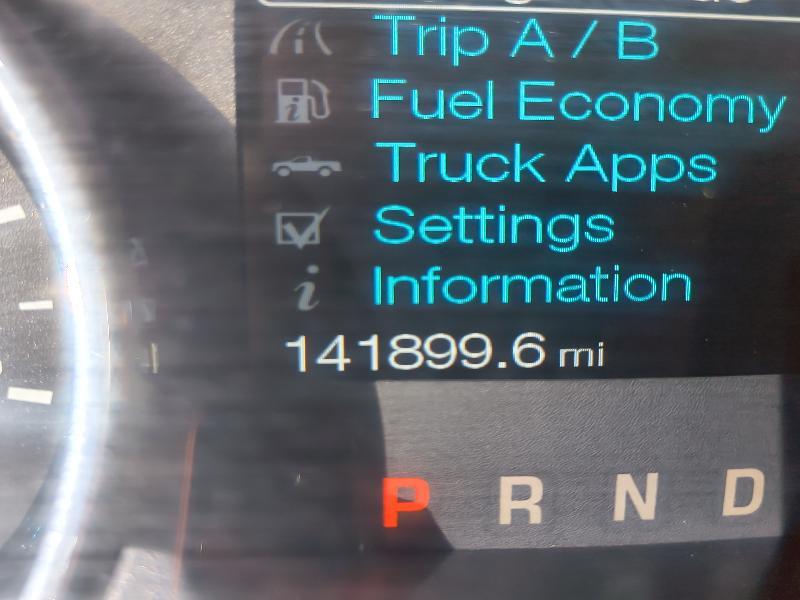 Trip A / B
Fuel Economy
Truck Apps
Settings
Information
141899.6 mi
P R N D